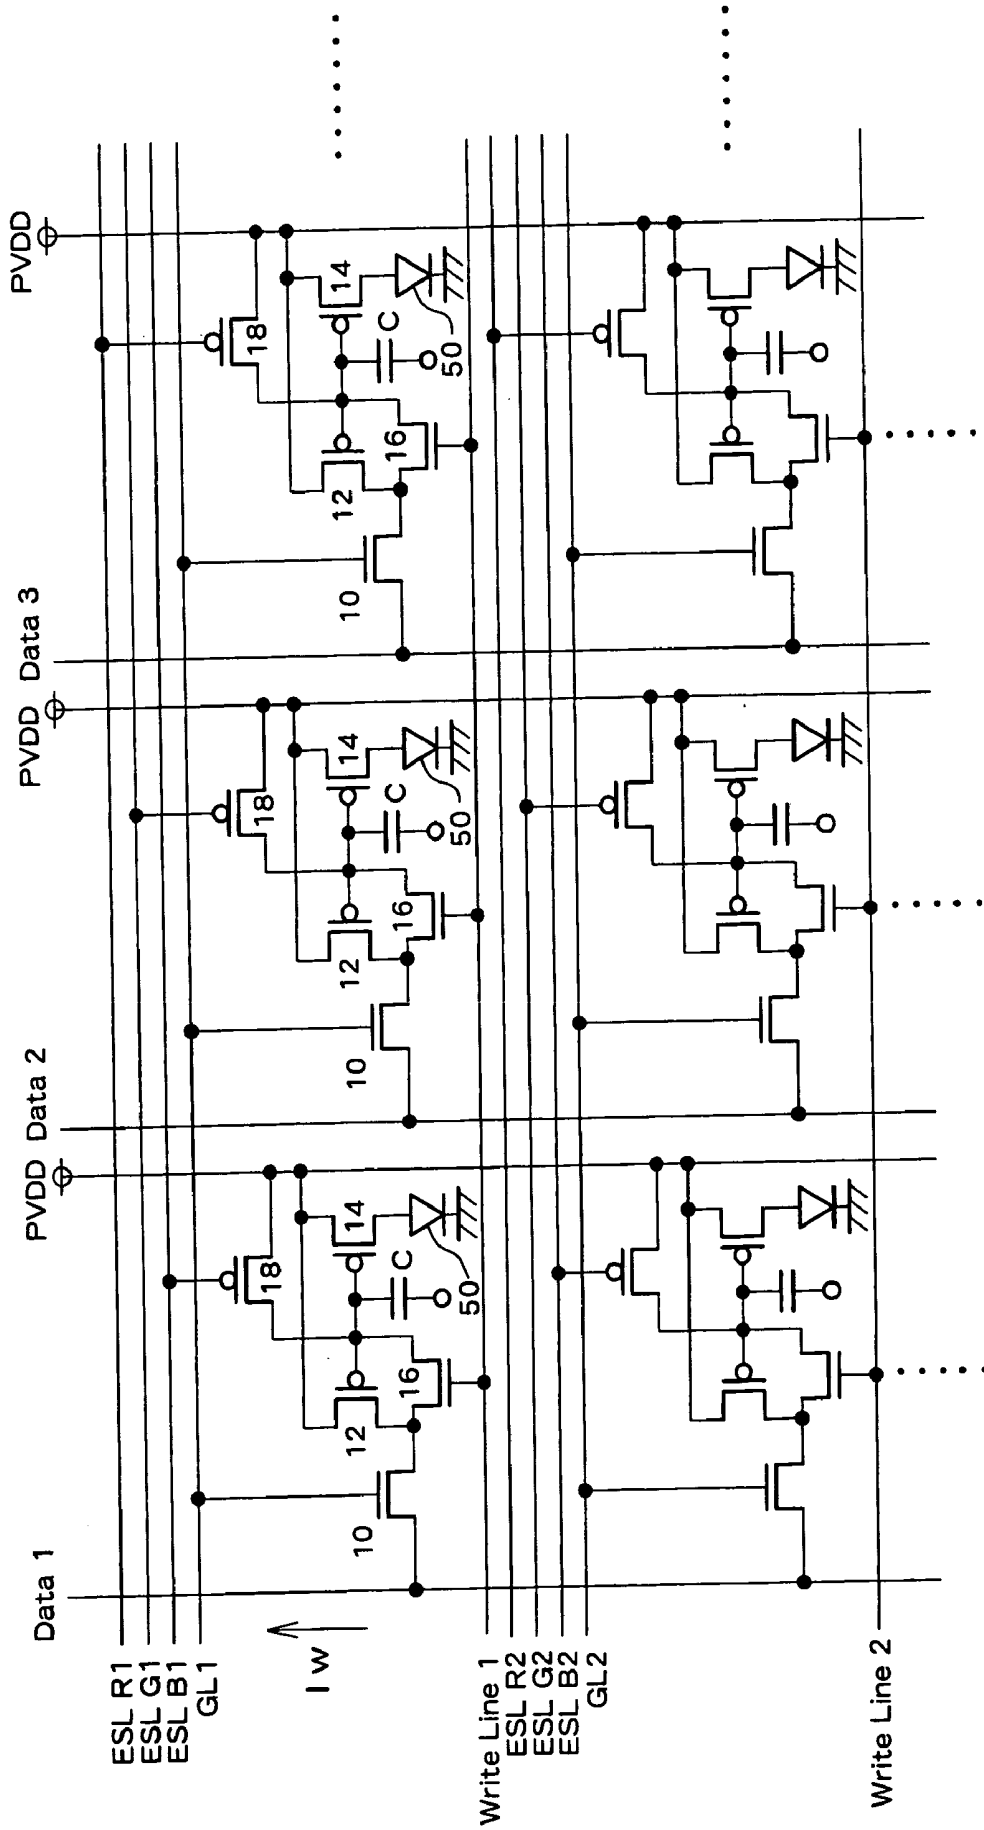 Data 1
PVDD
Data 2
PVDD
Data 3
PVDD
ESL R1
ESL G1
ESL B1
GL1
Iw
10
12
16
18
14
C
50
10
12
16
18
14
C
50
10
12
16
18
14
C
50
Write Line 1
ESL R2
ESL G2
ESL B2
GL2
Write Line 2